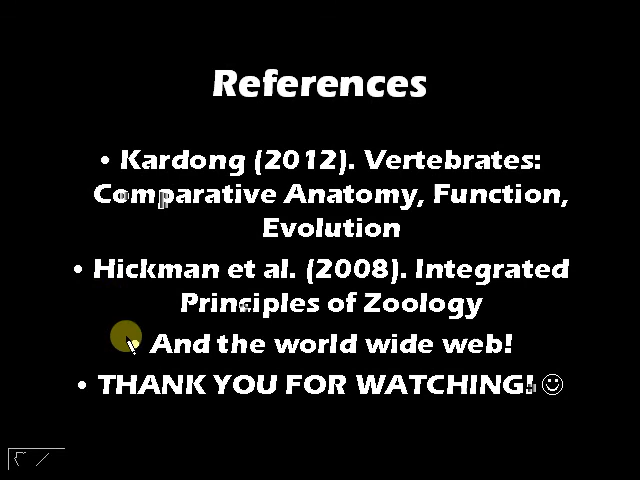 References
• Kardong (2012). Vertebrates:
Comparative Anatomy, Function,
Evolution
• Hickman et al. (2008). Integrated
Principles of Zoology
• And the world wide web!
• THANK YOU FOR WATCHING!☺